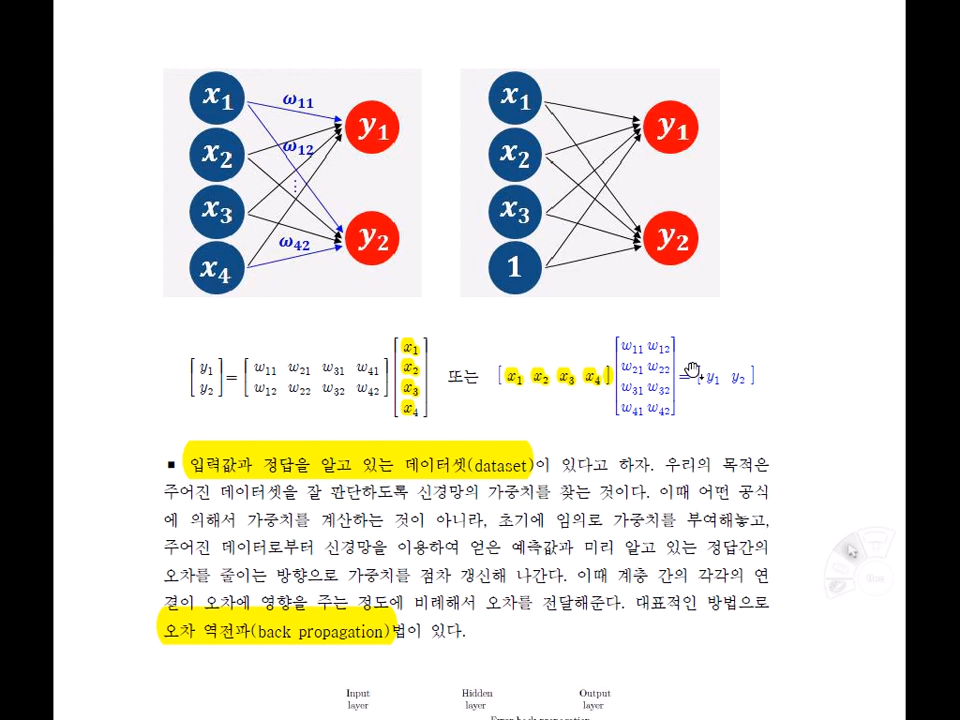 x1 ω11 y1 x1 y1
x2 ω12 x2
⋮
x3 x3
ω42 y2 y2
x4 1
[y1 y2] = [w11 w21 w31 w41 w12 w22 w32 w42] [x1 x2 x3 x4] 또는 [x1 x2 x3 x4] [w11 w12 w21 w22 w31 w32 w41 w42] = [y1 y2]
■ 입력값과 정답을 알고 있는 데이터셋(dataset)이 있다고 하자. 우리의 목적은
주어진 데이터셋을 잘 판단하도록 신경망의 가중치를 찾는 것이다. 이때 어떤 공식
에 의해서 가중치를 계산하는 것이 아니라, 초기에 임의로 가중치를 부여해놓고,
주어진 데이터로부터 신경망을 이용하여 얻은 예측값과 미리 알고 있는 정답간의
오차를 줄이는 방향으로 가중치를 점차 갱신해 나간다. 이때 계층 간의 각각의 연
결이 오차에 영향을 주는 정도에 비례해서 오차를 전달해준다. 대표적인 방법으로
오차 역전파(back propagation)법이 있다.
Input Hidden Output
layer layer layer